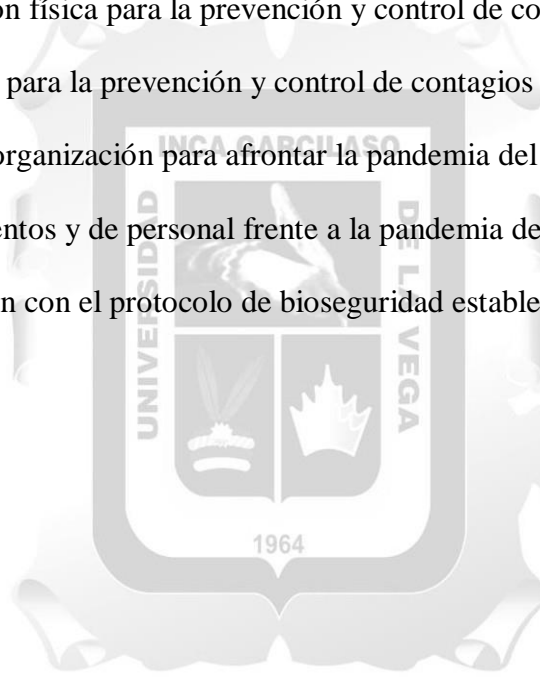 ón física para la prevención y control de co
para la prevención y control de contagios
organización para afrontar la pandemia del
entos y de personal frente a la pandemia de
n con el protocolo de bioseguridad estable
INCA GARCILASO
UNIVERSIDAD
DE LA VEGA
1964